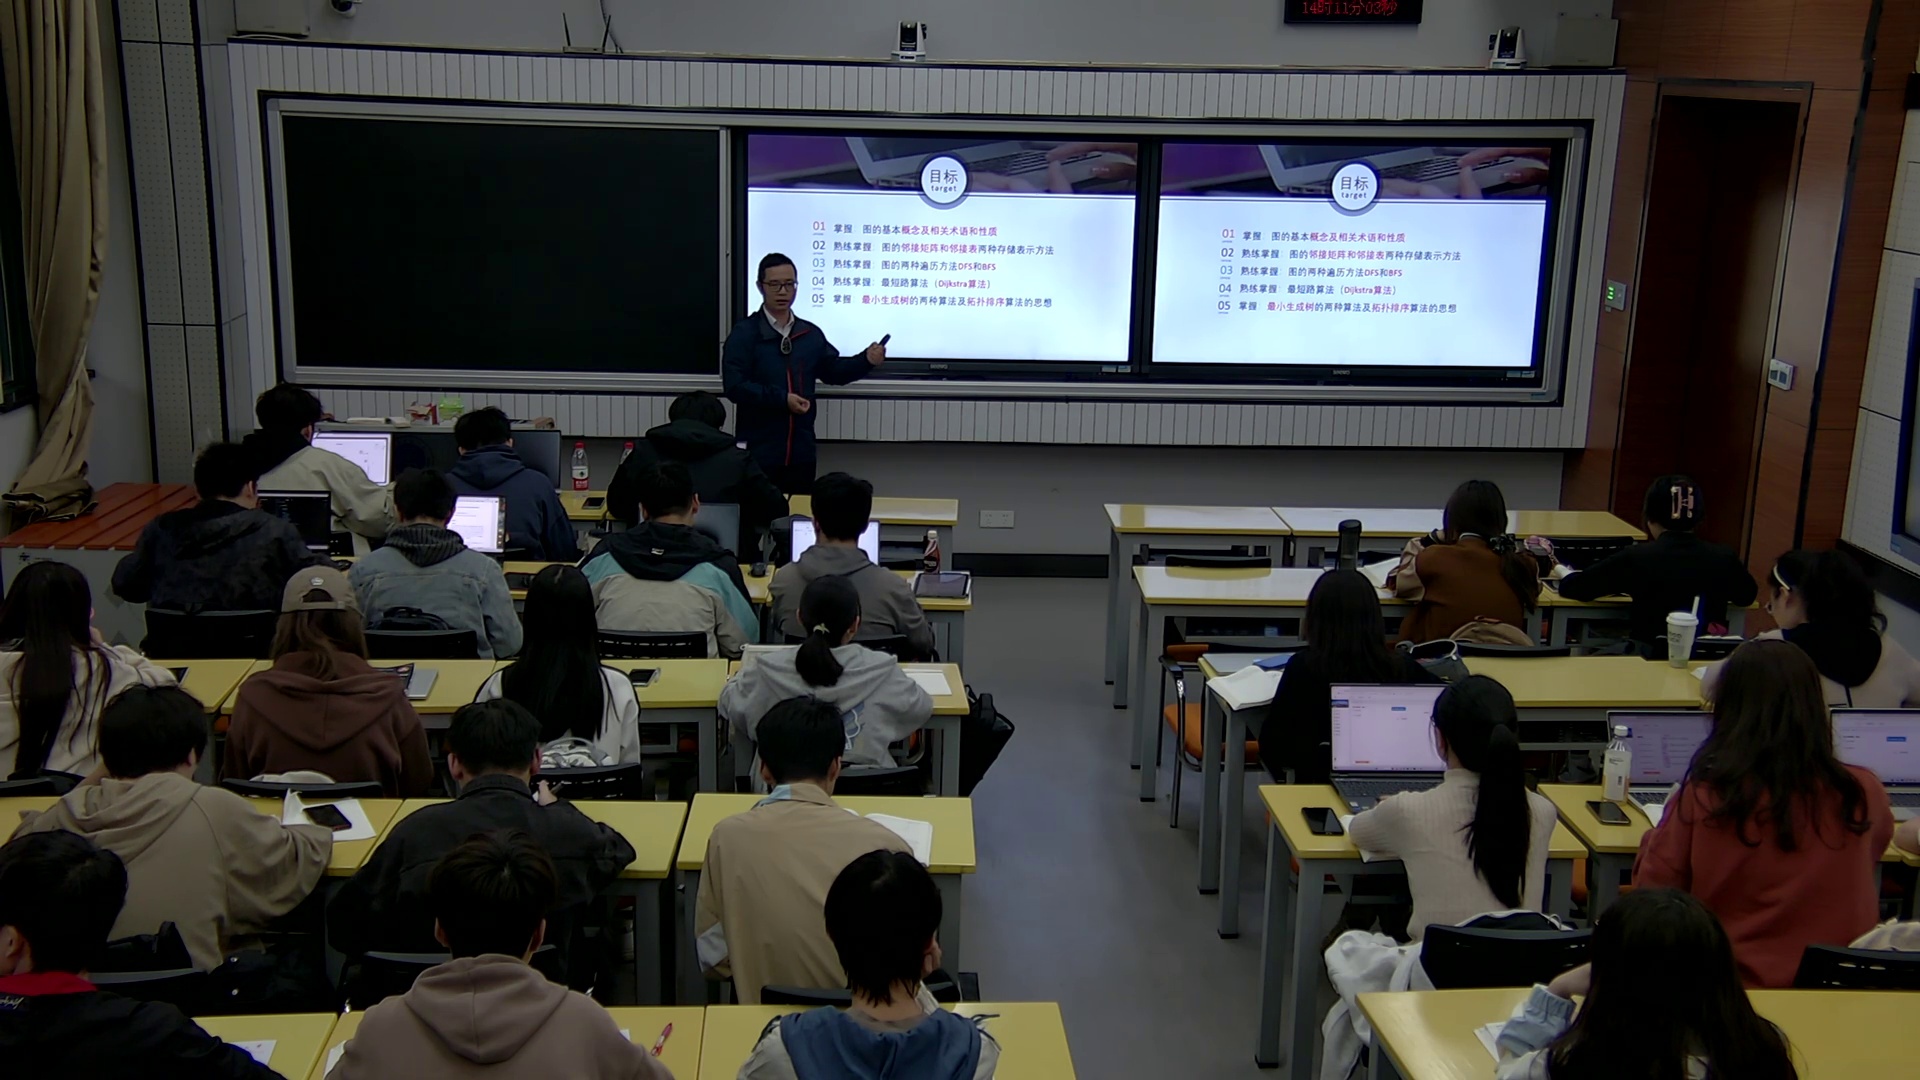 14时11分03秒
目标
target
01 掌握 图的基本概念及相关术语和性质
02 熟练掌握：图的邻接矩阵和邻接表两种存储表示方法
03 熟练掌握：图的两种遍历方法DFS和BFS
04 熟练掌握：最短路算法（Dijkstra算法）
05 掌握 最小生成树的两种算法及拓扑排序算法的思想
目标
target
01 掌握 图的基本概念及相关术语和性质
02 熟练掌握：图的邻接矩阵和邻接表两种存储表示方法
03 熟练掌握：图的两种遍历方法DFS和BFS
04 熟练掌握：最短路算法（Dijkstra算法）
05 掌握 最小生成树的两种算法及拓扑排序算法的思想